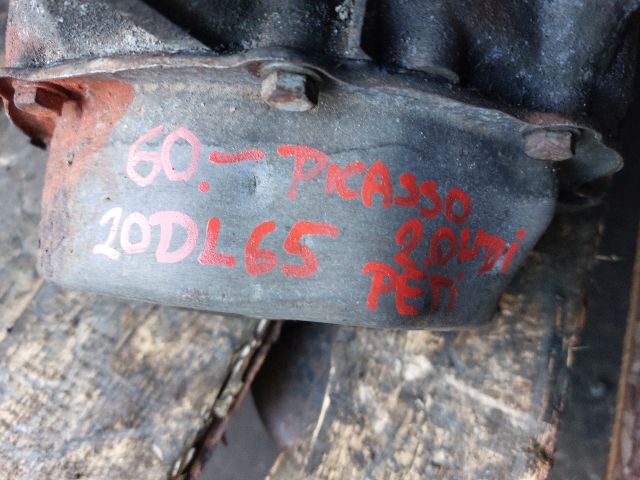 60.- PICASSO
20DL65 2.0HDi
PETi